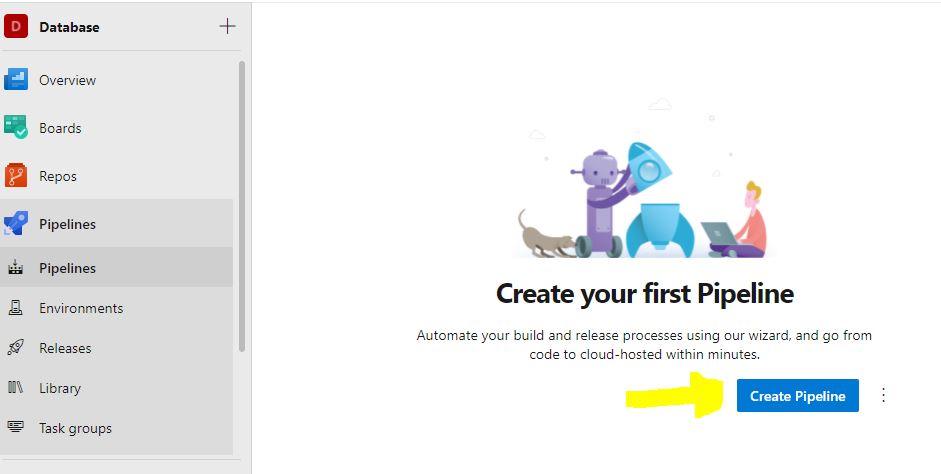 D Database
Overview
Boards
Repos
Pipelines
Pipelines
Environments
Releases
Library
Task groups
Create your first Pipeline
Automate your build and release processes using our wizard, and go from
code to cloud-hosted within minutes.
Create Pipeline